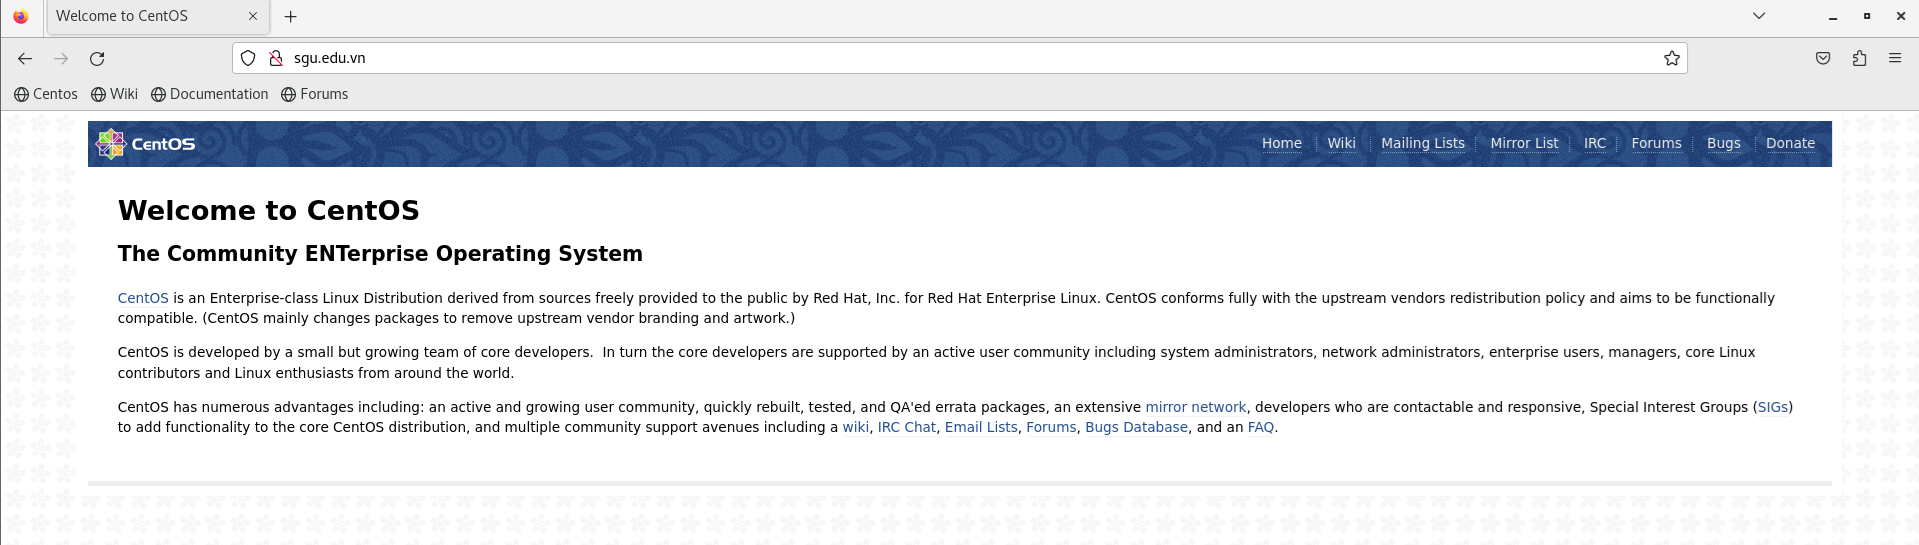 Welcome to CentOS
sgu.edu.vn
Centos Wiki Documentation Forums
CentOS Home Wiki Mailing Lists Mirror List IRC Forums Bugs Donate
Welcome to CentOS
The Community ENTerprise Operating System
CentOS is an Enterprise-class Linux Distribution derived from sources freely provided to the public by Red Hat, Inc. for Red Hat Enterprise Linux. CentOS conforms fully with the upstream vendors redistribution policy and aims to be functionally
compatible. (CentOS mainly changes packages to remove upstream vendor branding and artwork.)
CentOS is developed by a small but growing team of core developers.  In turn the core developers are supported by an active user community including system administrators, network administrators, enterprise users, managers, core Linux
contributors and Linux enthusiasts from around the world.
CentOS has numerous advantages including: an active and growing user community, quickly rebuilt, tested, and QA'ed errata packages, an extensive mirror network, developers who are contactable and responsive, Special Interest Groups (SIGs)
to add functionality to the core CentOS distribution, and multiple community support avenues including a wiki, IRC Chat, Email Lists, Forums, Bugs Database, and an FAQ.